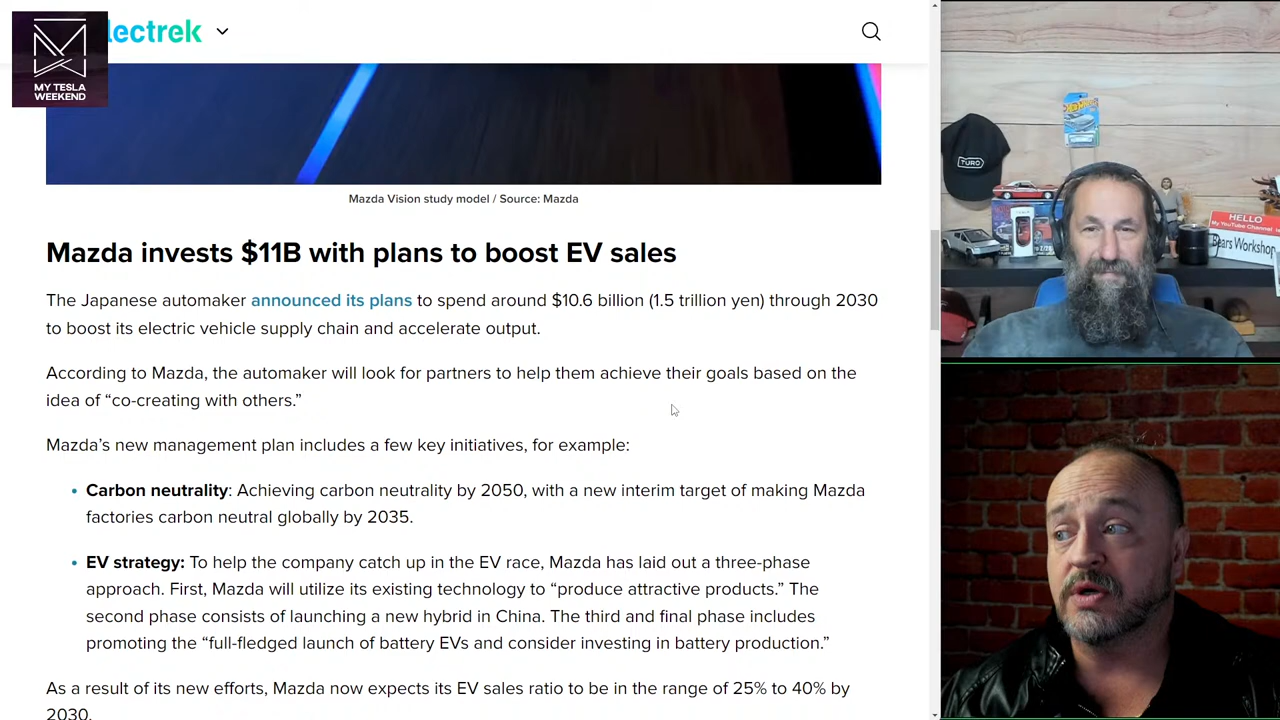 MY TESLA
WEEKEND
lectrek
Mazda Vision study model / Source: Mazda
Mazda invests $11B with plans to boost EV sales
The Japanese automaker announced its plans to spend around $10.6 billion (1.5 trillion yen) through 2030
to boost its electric vehicle supply chain and accelerate output.
According to Mazda, the automaker will look for partners to help them achieve their goals based on the
idea of “co-creating with others.”
Mazda’s new management plan includes a few key initiatives, for example:
• Carbon neutrality: Achieving carbon neutrality by 2050, with a new interim target of making Mazda
factories carbon neutral globally by 2035.
• EV strategy: To help the company catch up in the EV race, Mazda has laid out a three-phase
approach. First, Mazda will utilize its existing technology to “produce attractive products.” The
second phase consists of launching a new hybrid in China. The third and final phase includes
promoting the “full-fledged launch of battery EVs and consider investing in battery production.”
As a result of its new efforts, Mazda now expects its EV sales ratio to be in the range of 25% to 40% by
2030.
Hot Wheels
TURO
HELLO
My YouTube Channel is
Bears Workshop